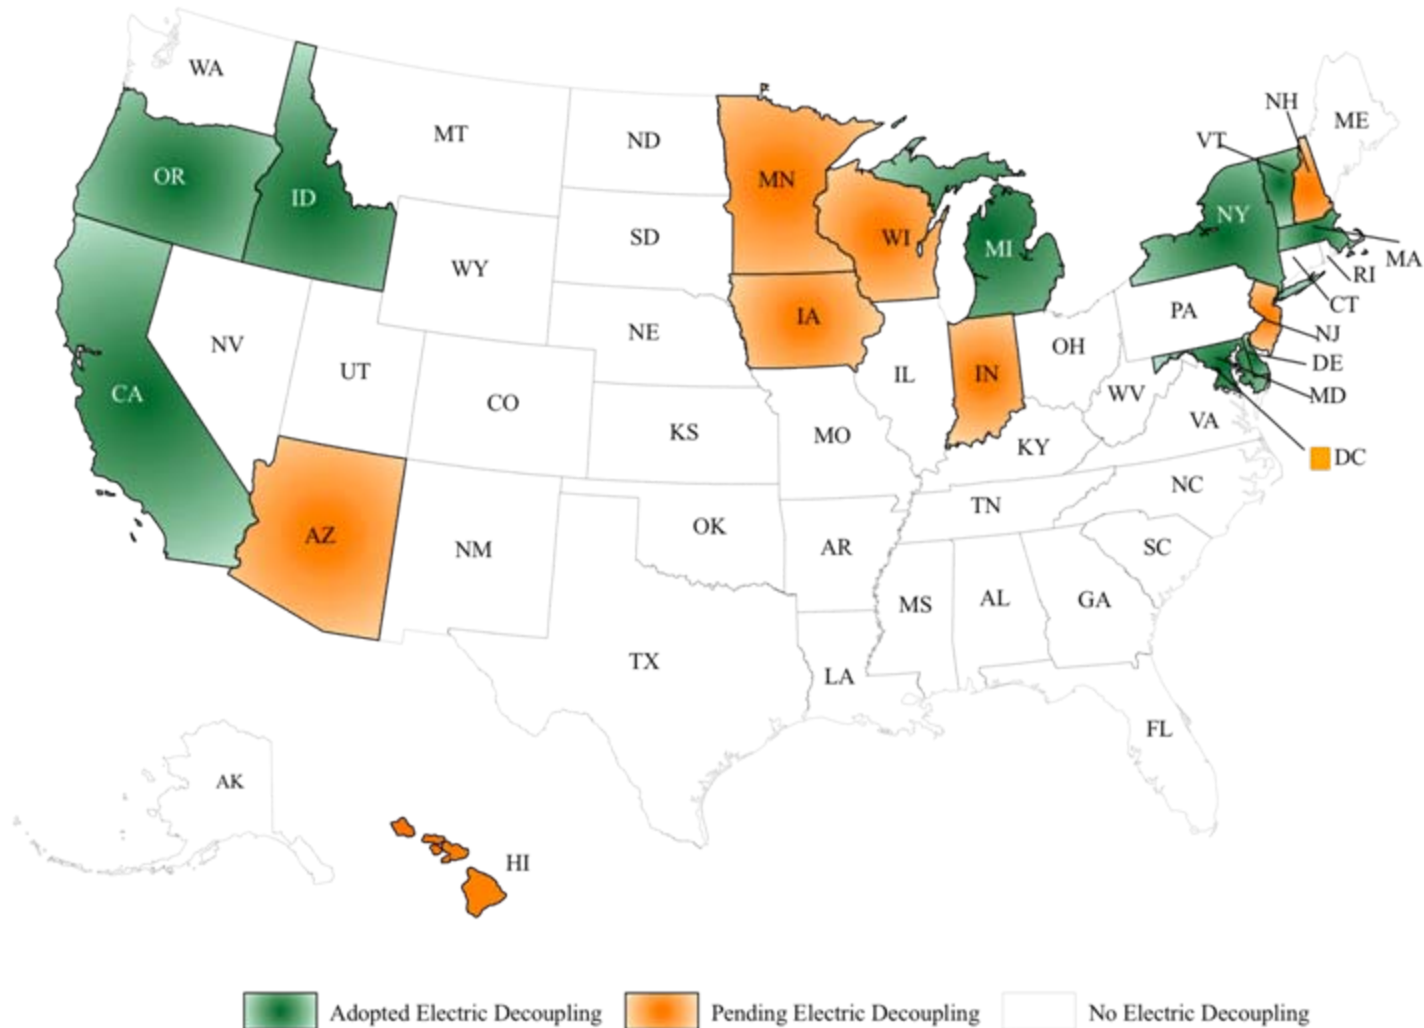 WA
MT
ND
MN
NH
ME
VT
OR
ID
SD
WI
MI
NY
MA
WY
RI
CT
NE
IA
PA
NJ
NV
UT
CO
IL
IN
OH
DE
CA
KS
MO
KY
WV
MD
VA
DC
AZ
NM
OK
AR
TN
NC
SC
MS
AL
GA
TX
LA
FL
AK
HI
Adopted Electric Decoupling Pending Electric Decoupling No Electric Decoupling